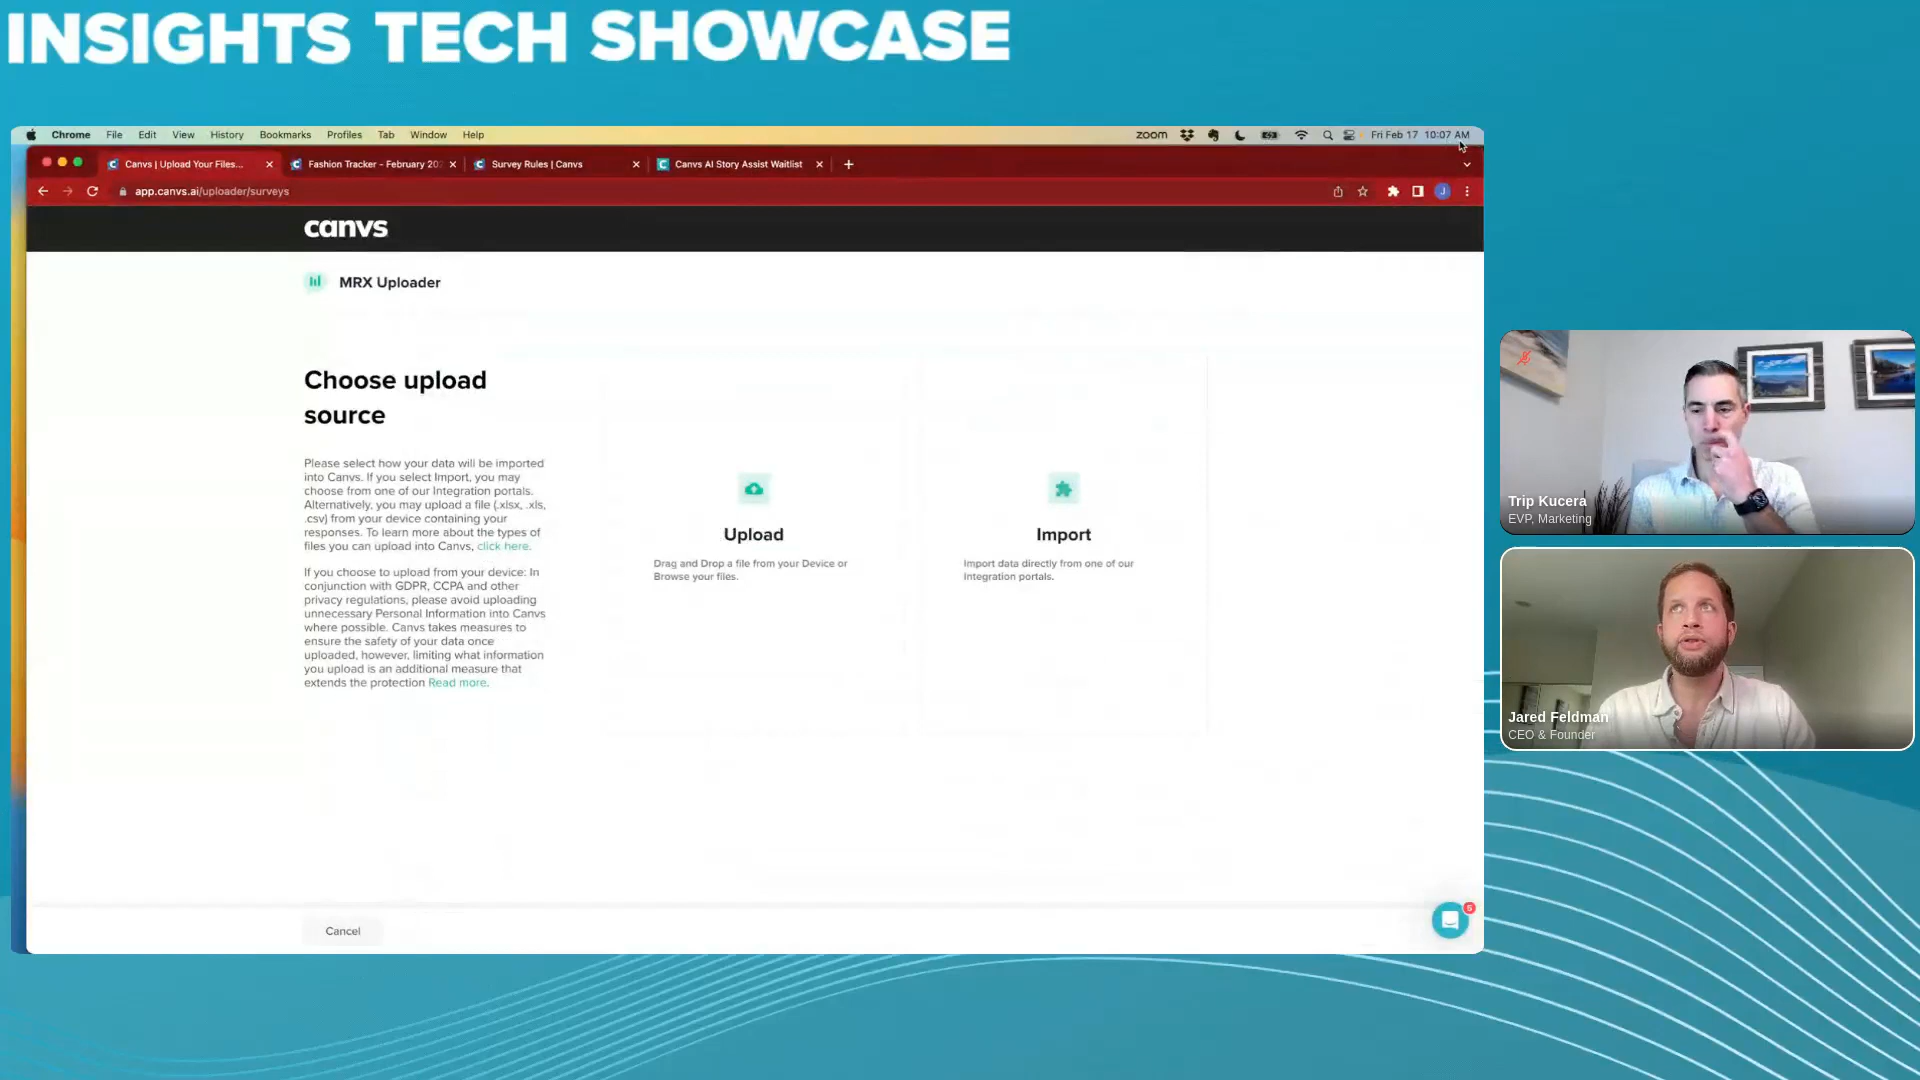 INSIGHTS TECH SHOWCASE
Chrome File Edit View History Bookmarks Profiles Tab Window Help
zoom Fri Feb 17 10:07 AM
Canvs | Upload Your Files...
Fashion Tracker - February 202
Survey Rules | Canvs
Canvs AI Story Assist Waitlist
app.canvs.ai/uploader/surveys
J
canvs
MRX Uploader
Choose upload
source
Please select how your data will be imported
into Canvs. If you select Import, you may
choose from one of our Integration portals.
Alternatively, you may upload a file (.xlsx, .xls,
.csv) from your device containing your
responses. To learn more about the types of
files you can upload into Canvs, click here.
If you choose to upload from your device: In
conjunction with GDPR, CCPA and other
privacy regulations, please avoid uploading
unnecessary Personal Information into Canvs
where possible. Canvs takes measures to
ensure the safety of your data once
uploaded, however, limiting what information
you upload is an additional measure that
extends the protection Read more.
Upload
Drag and Drop a file from your Device or
Browse your files.
Import
Import data directly from one of our
Integration portals.
Cancel
5
Trip Kucera
EVP, Marketing
Jared Feldman
CEO & Founder